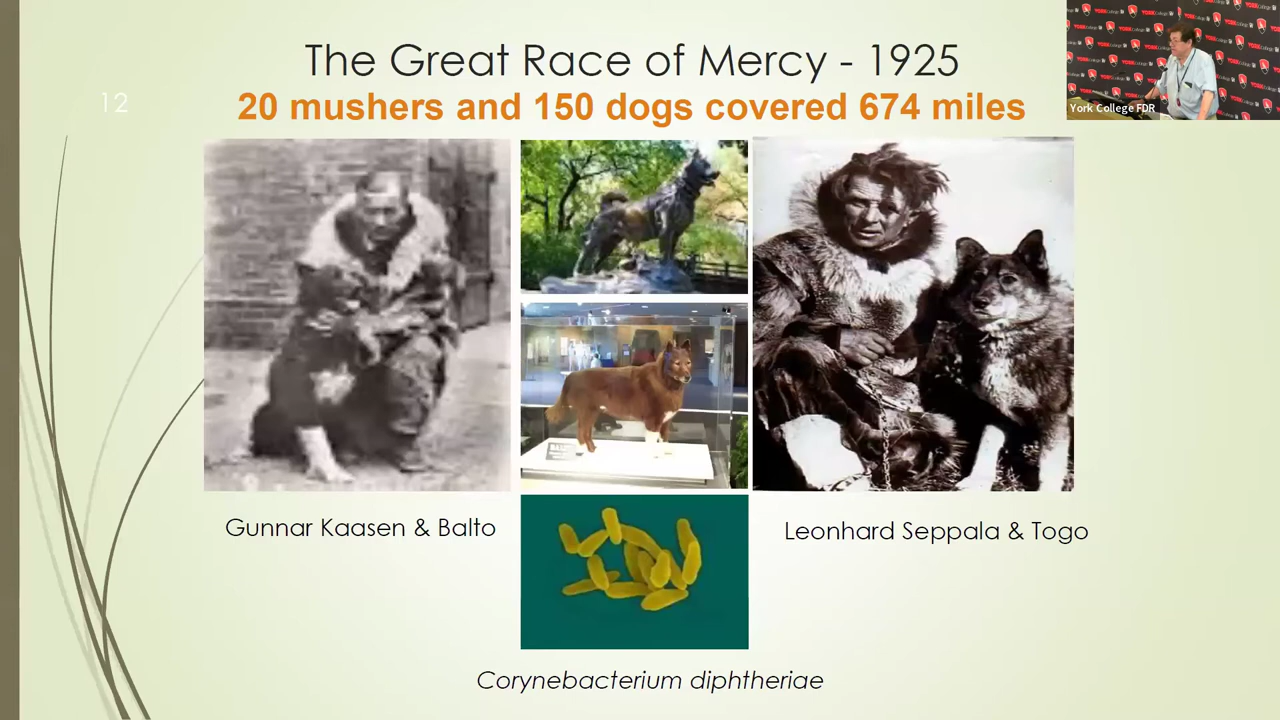 The Great Race of Mercy - 1925
12
20 mushers and 150 dogs covered 674 miles
York College FDR
Gunnar Kaasen & Balto
Leonhard Seppala & Togo
Corynebacterium diphtheriae